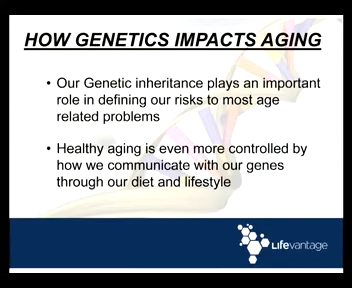 HOW GENETICS IMPACTS AGING
• Our Genetic inheritance plays an important
role in defining our risks to most age
related problems
• Healthy aging is even more controlled by
how we communicate with our genes
through our diet and lifestyle
Lifevantage